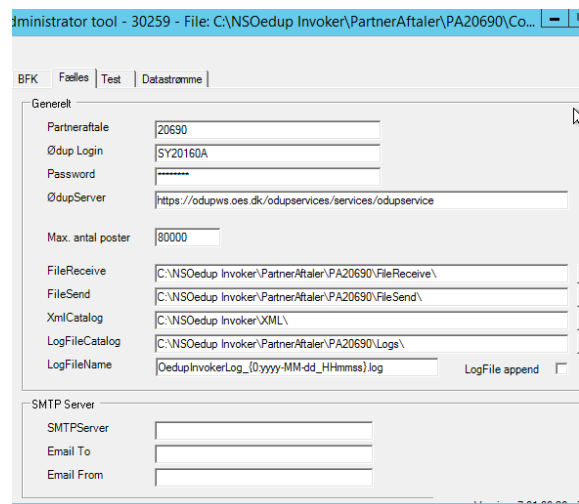 dministrator tool - 30259 - File: C:\NSOedup Invoker\PartnerAftaler\PA20690\Co...
BFK Fælles Test Datastrømme
Generelt
Partneraftale 20690
Ødup Login SY20160A
Password ********
ØdupServer https://odupws.oes.dk/odupservices/services/odupservice
Max. antal poster 80000
FileReceive C:\NSOedup Invoker\PartnerAftaler\PA20690\FileReceive\
FileSend C:\NSOedup Invoker\PartnerAftaler\PA20690\FileSend\
XmlCatalog C:\NSOedup Invoker\XML\
LogFileCatalog C:\NSOedup Invoker\PartnerAftaler\PA20690\Logs\
LogFileName OedupInvokerLog_{0:yyyy-MM-dd_HHmmss}.log LogFile append
SMTP Server
SMTPServer
Email To
Email From